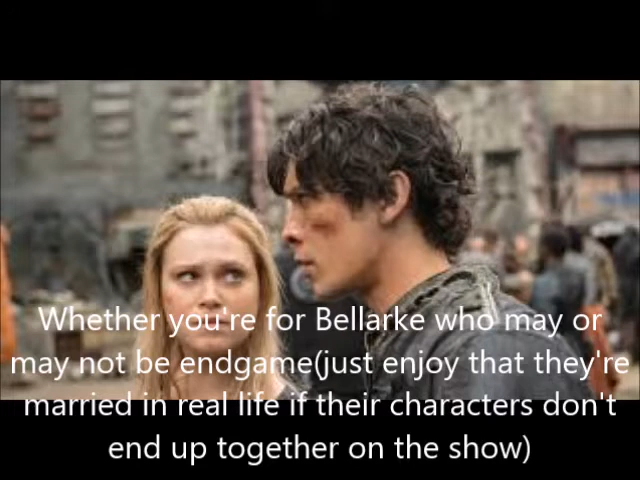 Whether you're for Bellarke who may or
may not be endgame(just enjoy that they're
married in real life if their characters don't
end up together on the show)